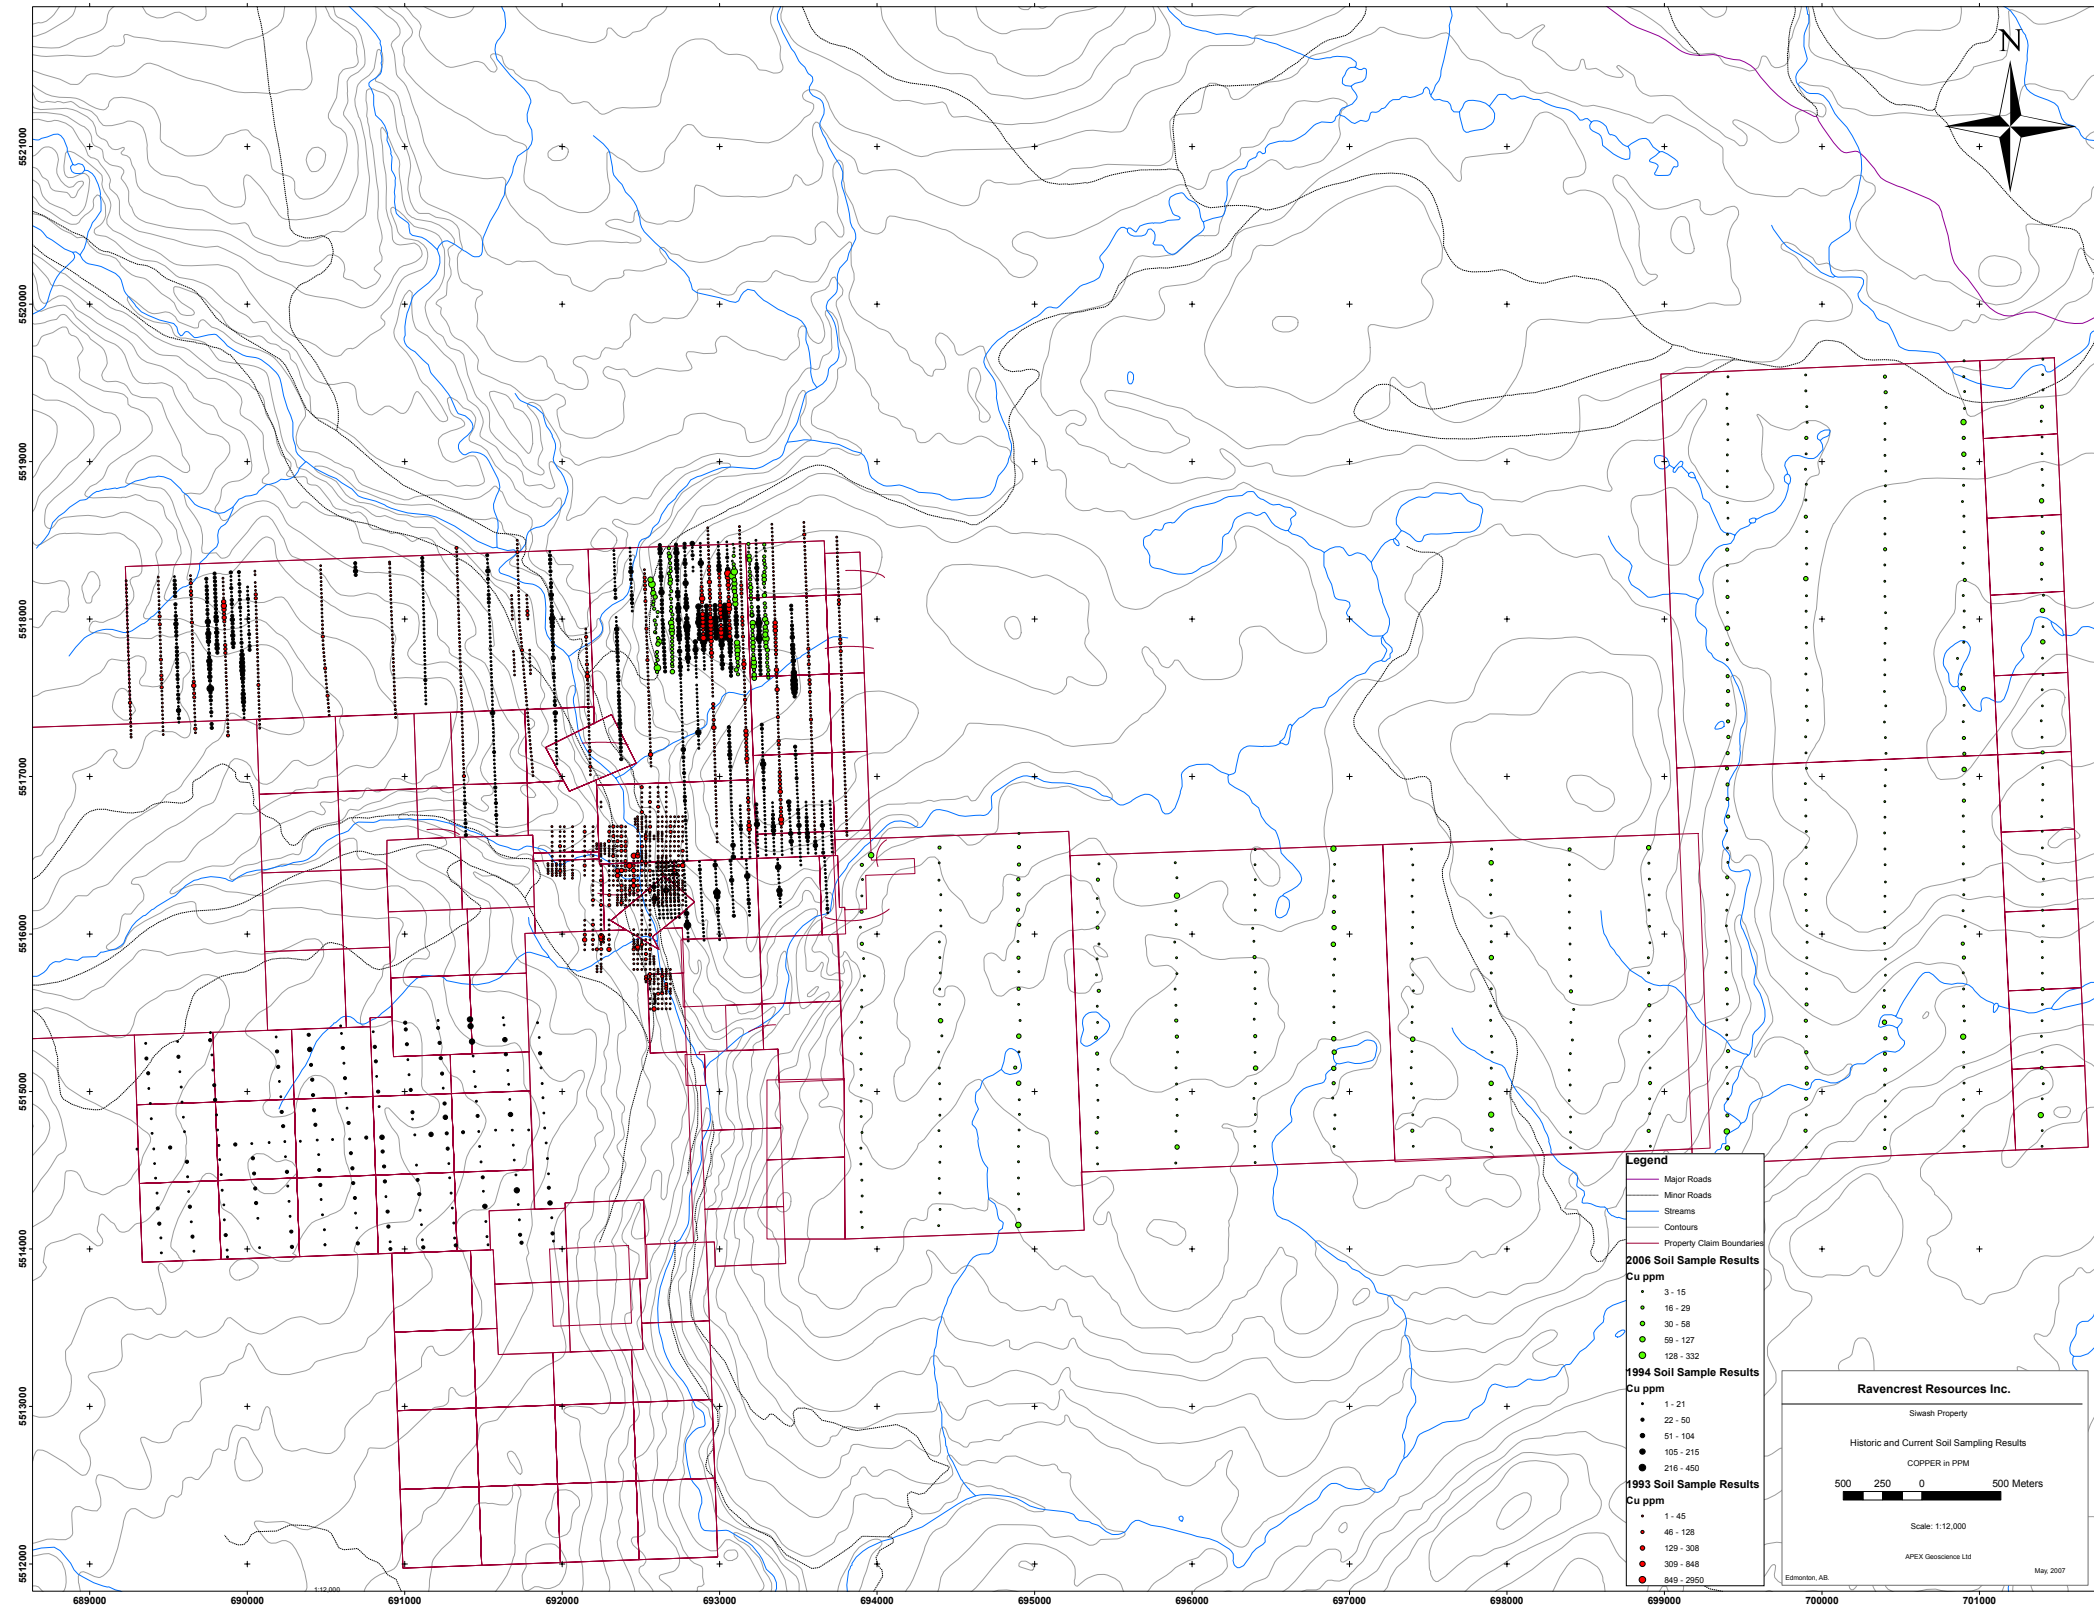 N
5521000
5520000
5519000
5518000
5517000
5516000
5515000
5514000
5513000
5512000
Legend
Major Roads
Minor Roads
Streams
Contours
Property Claim Boundaries
2006 Soil Sample Results
Cu ppm
3 - 15
16 - 29
30 - 58
59 - 127
128 - 332
1994 Soil Sample Results
Cu ppm
1 - 21
22 - 50
51 - 104
105 - 215
216 - 450
1993 Soil Sample Results
Cu ppm
1 - 45
46 - 128
129 - 308
309 - 848
849 - 2950
Ravencrest Resources Inc.
Siwash Property
Historic and Current Soil Sampling Results
COPPER in PPM
500 250 0 500 Meters
Scale: 1:12,000
APEX Geoscience Ltd
Edmonton, AB. May, 2007
1:12,000
689000 690000 691000 692000 693000 694000 695000 696000 697000 698000 699000 700000 701000